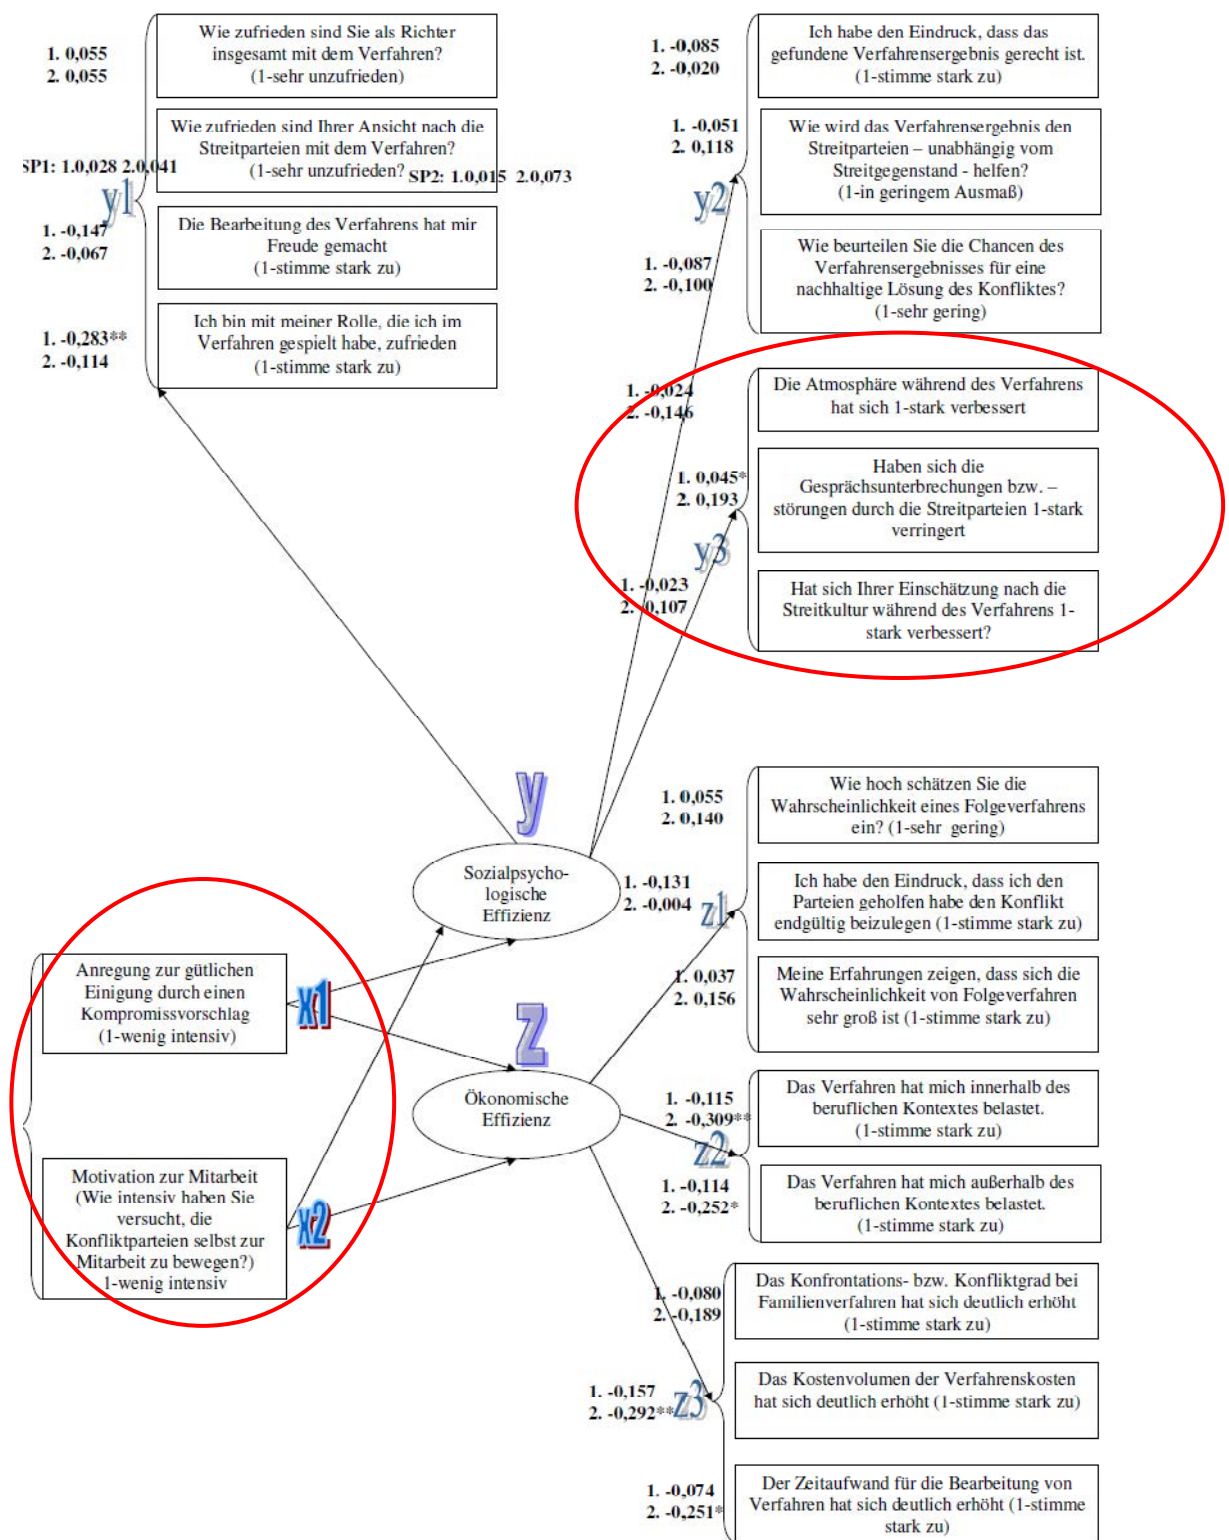 1. 0,055
2. 0,055
Wie zufrieden sind Sie als Richter
insgesamt mit dem Verfahren?
(1-sehr unzufrieden)
Wie zufrieden sind Ihrer Ansicht nach die
Streitparteien mit dem Verfahren?
(1-sehr unzufrieden?
SP1: 1.0,028 2.0,041
SP2: 1.0,015 2.0,073
y1
1. -0,147
2. -0,067
Die Bearbeitung des Verfahrens hat mir
Freude gemacht
(1-stimme stark zu)
1. -0,283**
2. -0,114
Ich bin mit meiner Rolle, die ich im
Verfahren gespielt habe, zufrieden
(1-stimme stark zu)
1. -0,085
2. -0,020
Ich habe den Eindruck, dass das
gefundene Verfahrensergebnis gerecht ist.
(1-stimme stark zu)
1. -0,051
2. 0,118
Wie wird das Verfahrensergebnis den
Streitparteien – unabhängig vom
Streitgegenstand - helfen?
(1-in geringem Ausmaß)
y2
1. -0,087
2. -0,100
Wie beurteilen Sie die Chancen des
Verfahrensergebnisses für eine
nachhaltige Lösung des Konfliktes?
(1-sehr gering)
1. -0,024
2. -0,146
Die Atmosphäre während des Verfahrens
hat sich 1-stark verbessert
1. 0,045*
2. 0,193
Haben sich die
Gesprächsunterbrechungen bzw. –
störungen durch die Streitparteien 1-stark
verringert
y3
1. -0,023
2. -0,107
Hat sich Ihrer Einschätzung nach die
Streitkultur während des Verfahrens 1-
stark verbessert?
y
Sozialpsycho-
logische
Effizienz
1. 0,055
2. 0,140
Wie hoch schätzen Sie die
Wahrscheinlichkeit eines Folgeverfahrens
ein? (1-sehr gering)
1. -0,131
2. -0,004
z1
Ich habe den Eindruck, dass ich den
Parteien geholfen habe den Konflikt
endgültig beizulegen (1-stimme stark zu)
1. 0,037
2. 0,156
Meine Erfahrungen zeigen, dass sich die
Wahrscheinlichkeit von Folgeverfahren
sehr groß ist (1-stimme stark zu)
Anregung zur gütlichen
Einigung durch einen
Kompromissvorschlag
(1-wenig intensiv)
x1
z
Ökonomische
Effizienz
1. -0,115
2. -0,309**
Das Verfahren hat mich innerhalb des
beruflichen Kontextes belastet.
(1-stimme stark zu)
z2
1. -0,114
2. -0,252*
Das Verfahren hat mich außerhalb des
beruflichen Kontextes belastet.
(1-stimme stark zu)
Motivation zur Mitarbeit
(Wie intensiv haben Sie
versucht, die
Konfliktparteien selbst zur
Mitarbeit zu bewegen?)
1-wenig intensiv
x2
1. -0,080
2. -0,189
Das Konfrontations- bzw. Konfliktgrad bei
Familienverfahren hat sich deutlich erhöht
(1-stimme stark zu)
1. -0,157
2. -0,292**
z3
Das Kostenvolumen der Verfahrenskosten
hat sich deutlich erhöht (1-stimme stark zu)
1. -0,074
2. -0,251*
Der Zeitaufwand für die Bearbeitung von
Verfahren hat sich deutlich erhöht (1-stimme
stark zu)